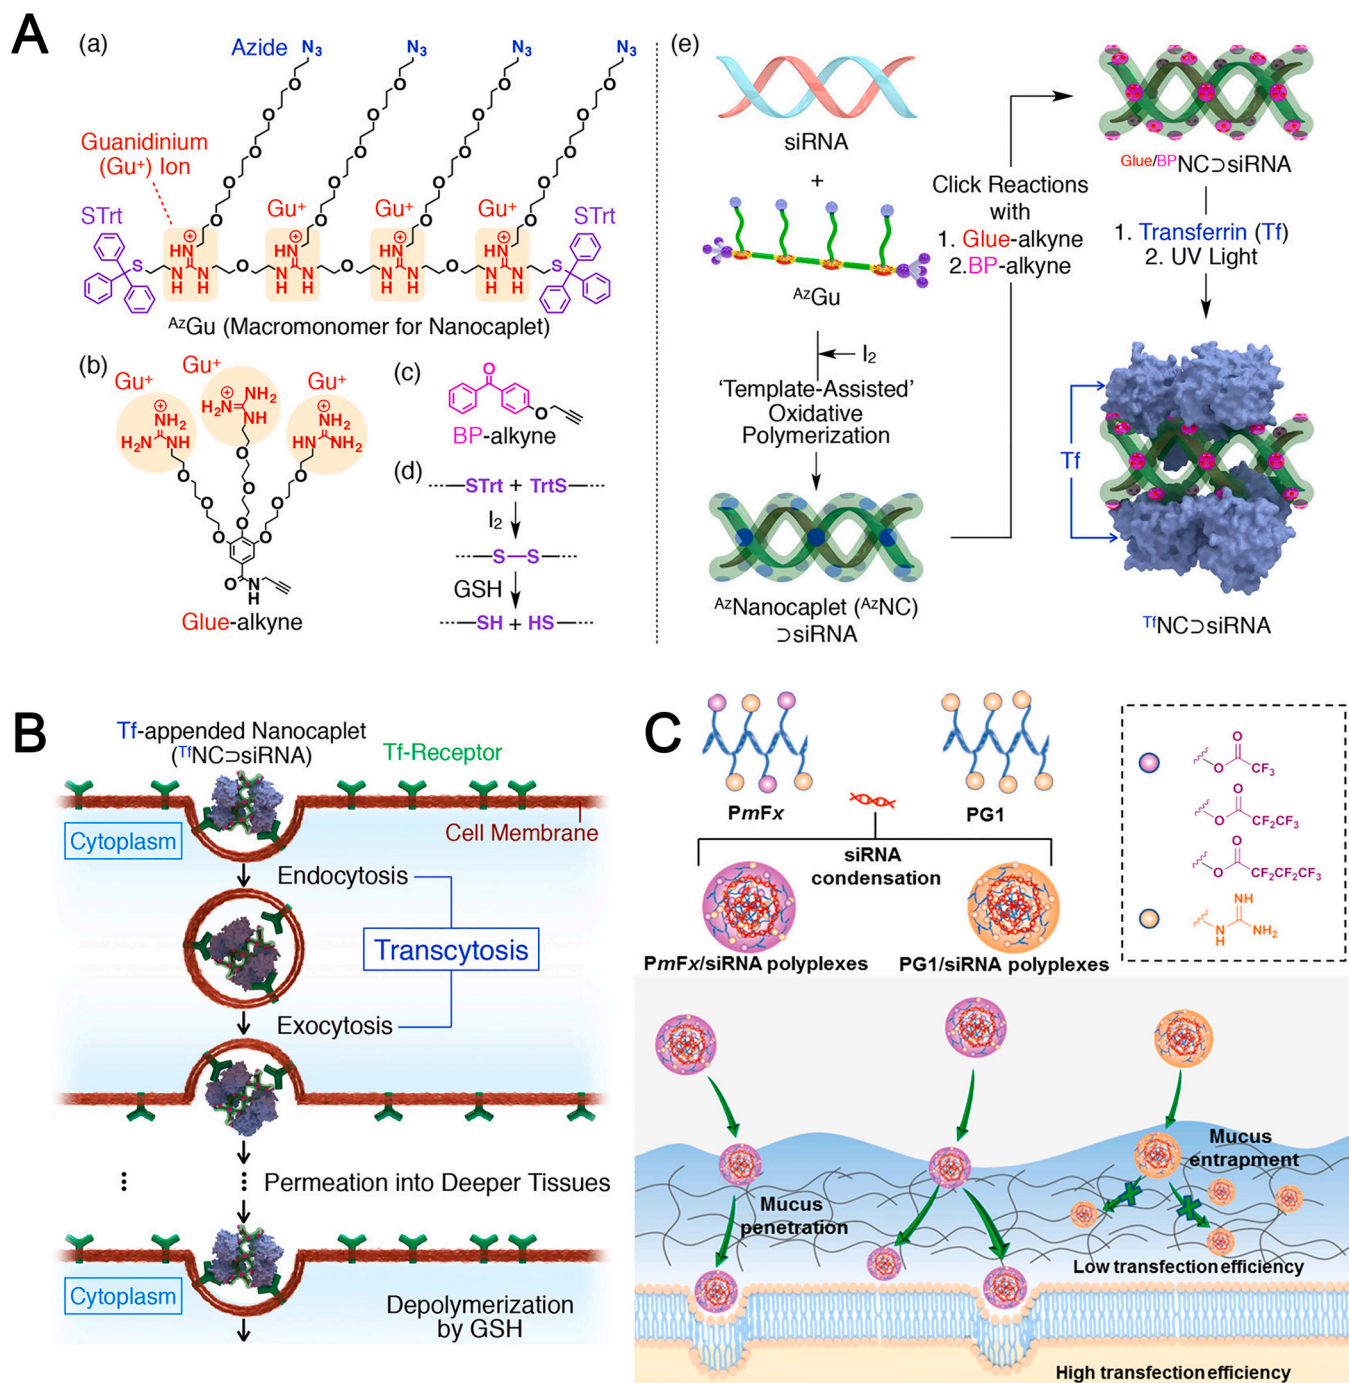 A
(a)
Azide N3 N3 N3 N3
Guanidinium
(Gu+) Ion
STrt Gu+ Gu+ Gu+ STrt
AzGu (Macromonomer for Nanocaplet)
(b)
Gu+ Gu+ Gu+
Glue-alkyne
(c)
BP-alkyne
(d)
STrt + TrtS
I2
S—S
GSH
SH + HS
(e)
siRNA
+
AzGu
I2
'Template-Assisted'
Oxidative
Polymerization
AzNanocaplet (AzNC)
⊃siRNA
Click Reactions
with
1. Glue-alkyne
2.BP-alkyne
Glue/BPNC⊃siRNA
1. Transferrin (Tf)
2. UV Light
Tf
TfNC⊃siRNA
B
Tf-appended Nanocaplet
(TfNC⊃siRNA)
Tf-Receptor
Cytoplasm
Cell Membrane
Endocytosis
Transcytosis
Exocytosis
Permeation into Deeper Tissues
Cytoplasm
Depolymerization
by GSH
C
PmFx
PG1
siRNA
condensation
PmFx/siRNA polyplexes
PG1/siRNA polyplexes
O
O CF3
O
O CF2CF3
O
O CF2CF2CF3
NH
N NH2
H
Mucus
entrapment
Mucus
penetration
Low transfection efficiency
High transfection efficiency